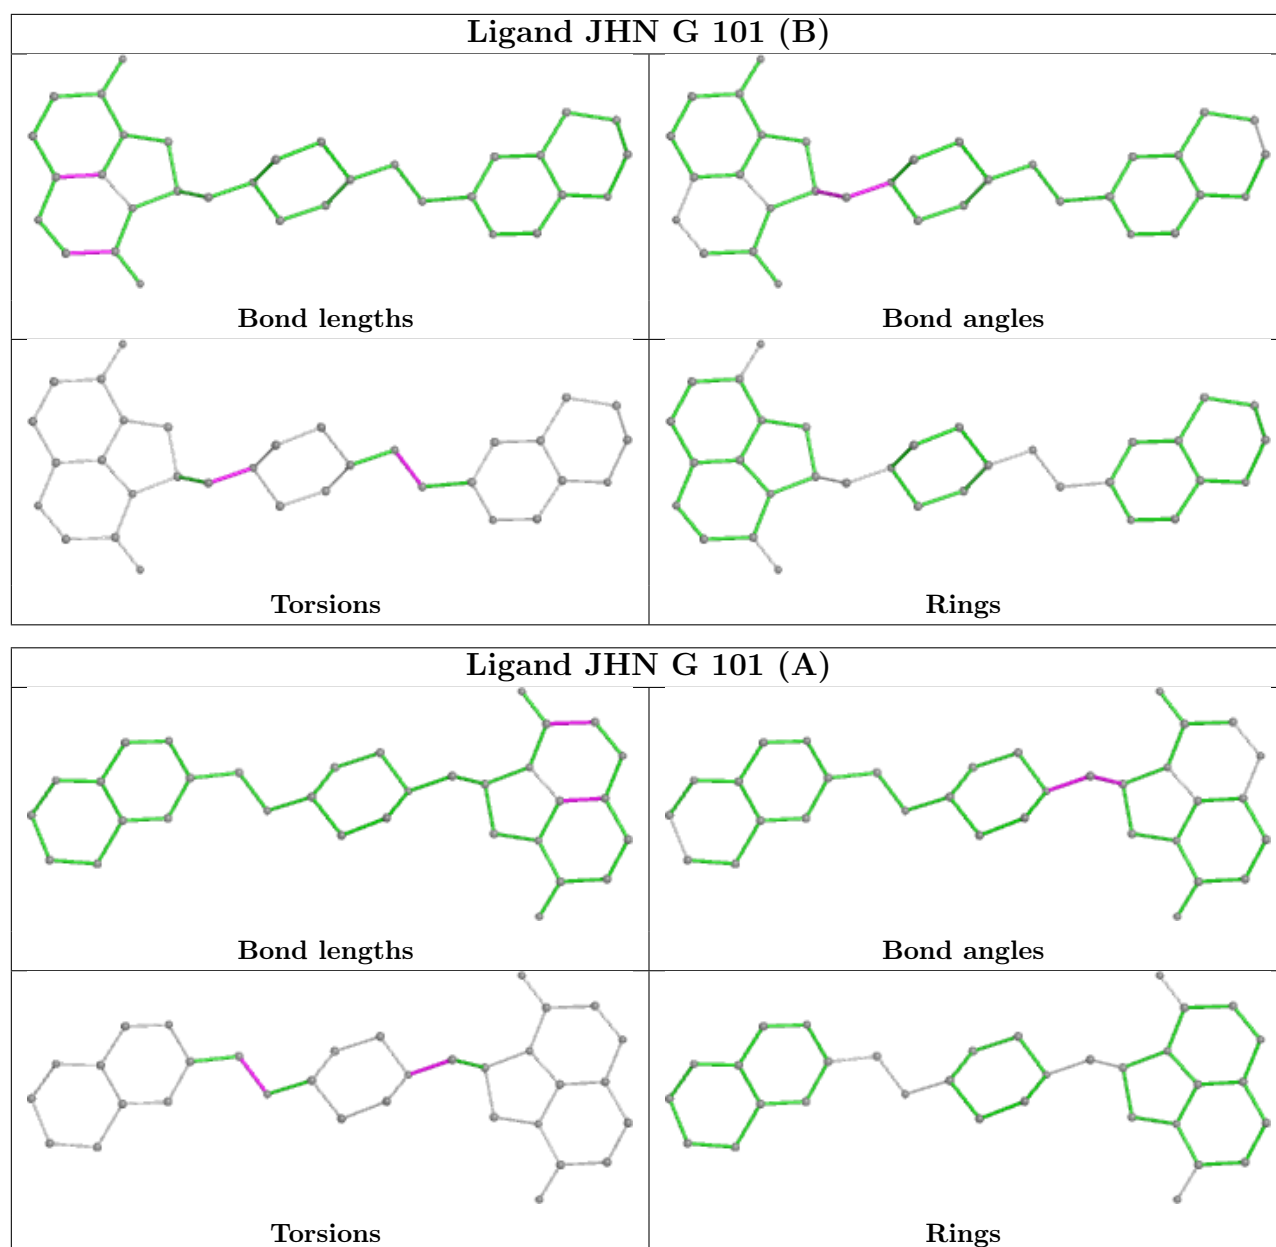 Ligand JHN G 101 (B)
Bond lengths
Bond angles
Torsions
Rings
Ligand JHN G 101 (A)
Bond lengths
Bond angles
Torsions
Rings